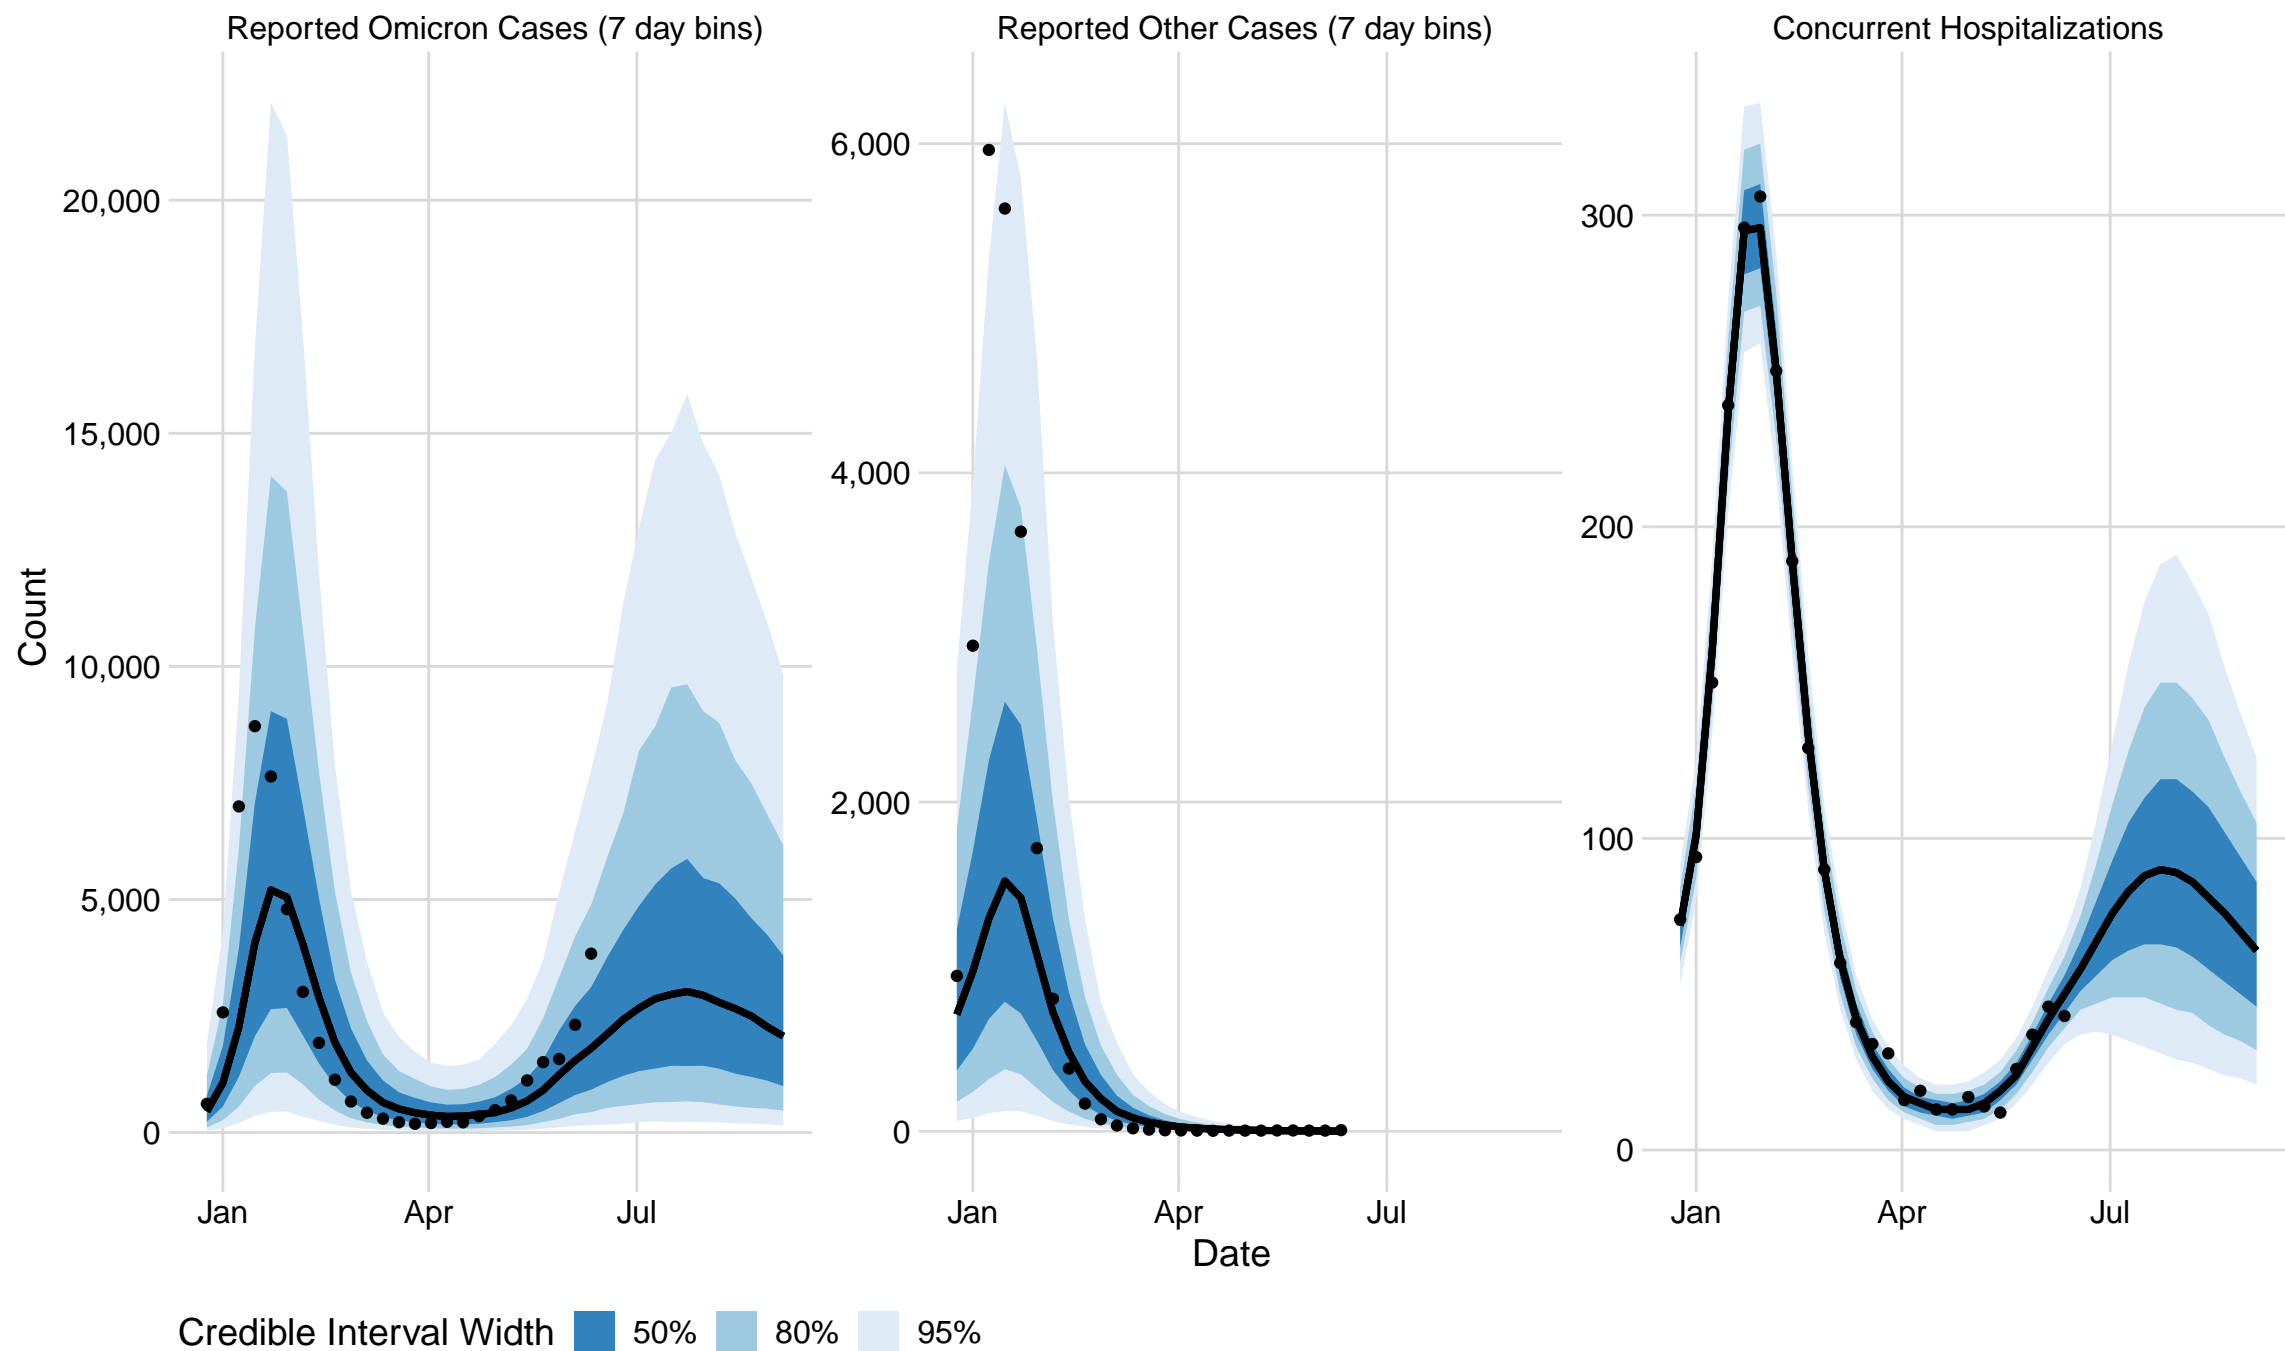 Reported Omicron Cases (7 day bins)
Reported Other Cases (7 day bins)
Concurrent Hospitalizations
Count
20,000
15,000
10,000
5,000
0
6,000
4,000
2,000
0
300
200
100
0
Jan Apr Jul
Jan Apr Jul
Jan Apr Jul
Date
Credible Interval Width 50% 80% 95%